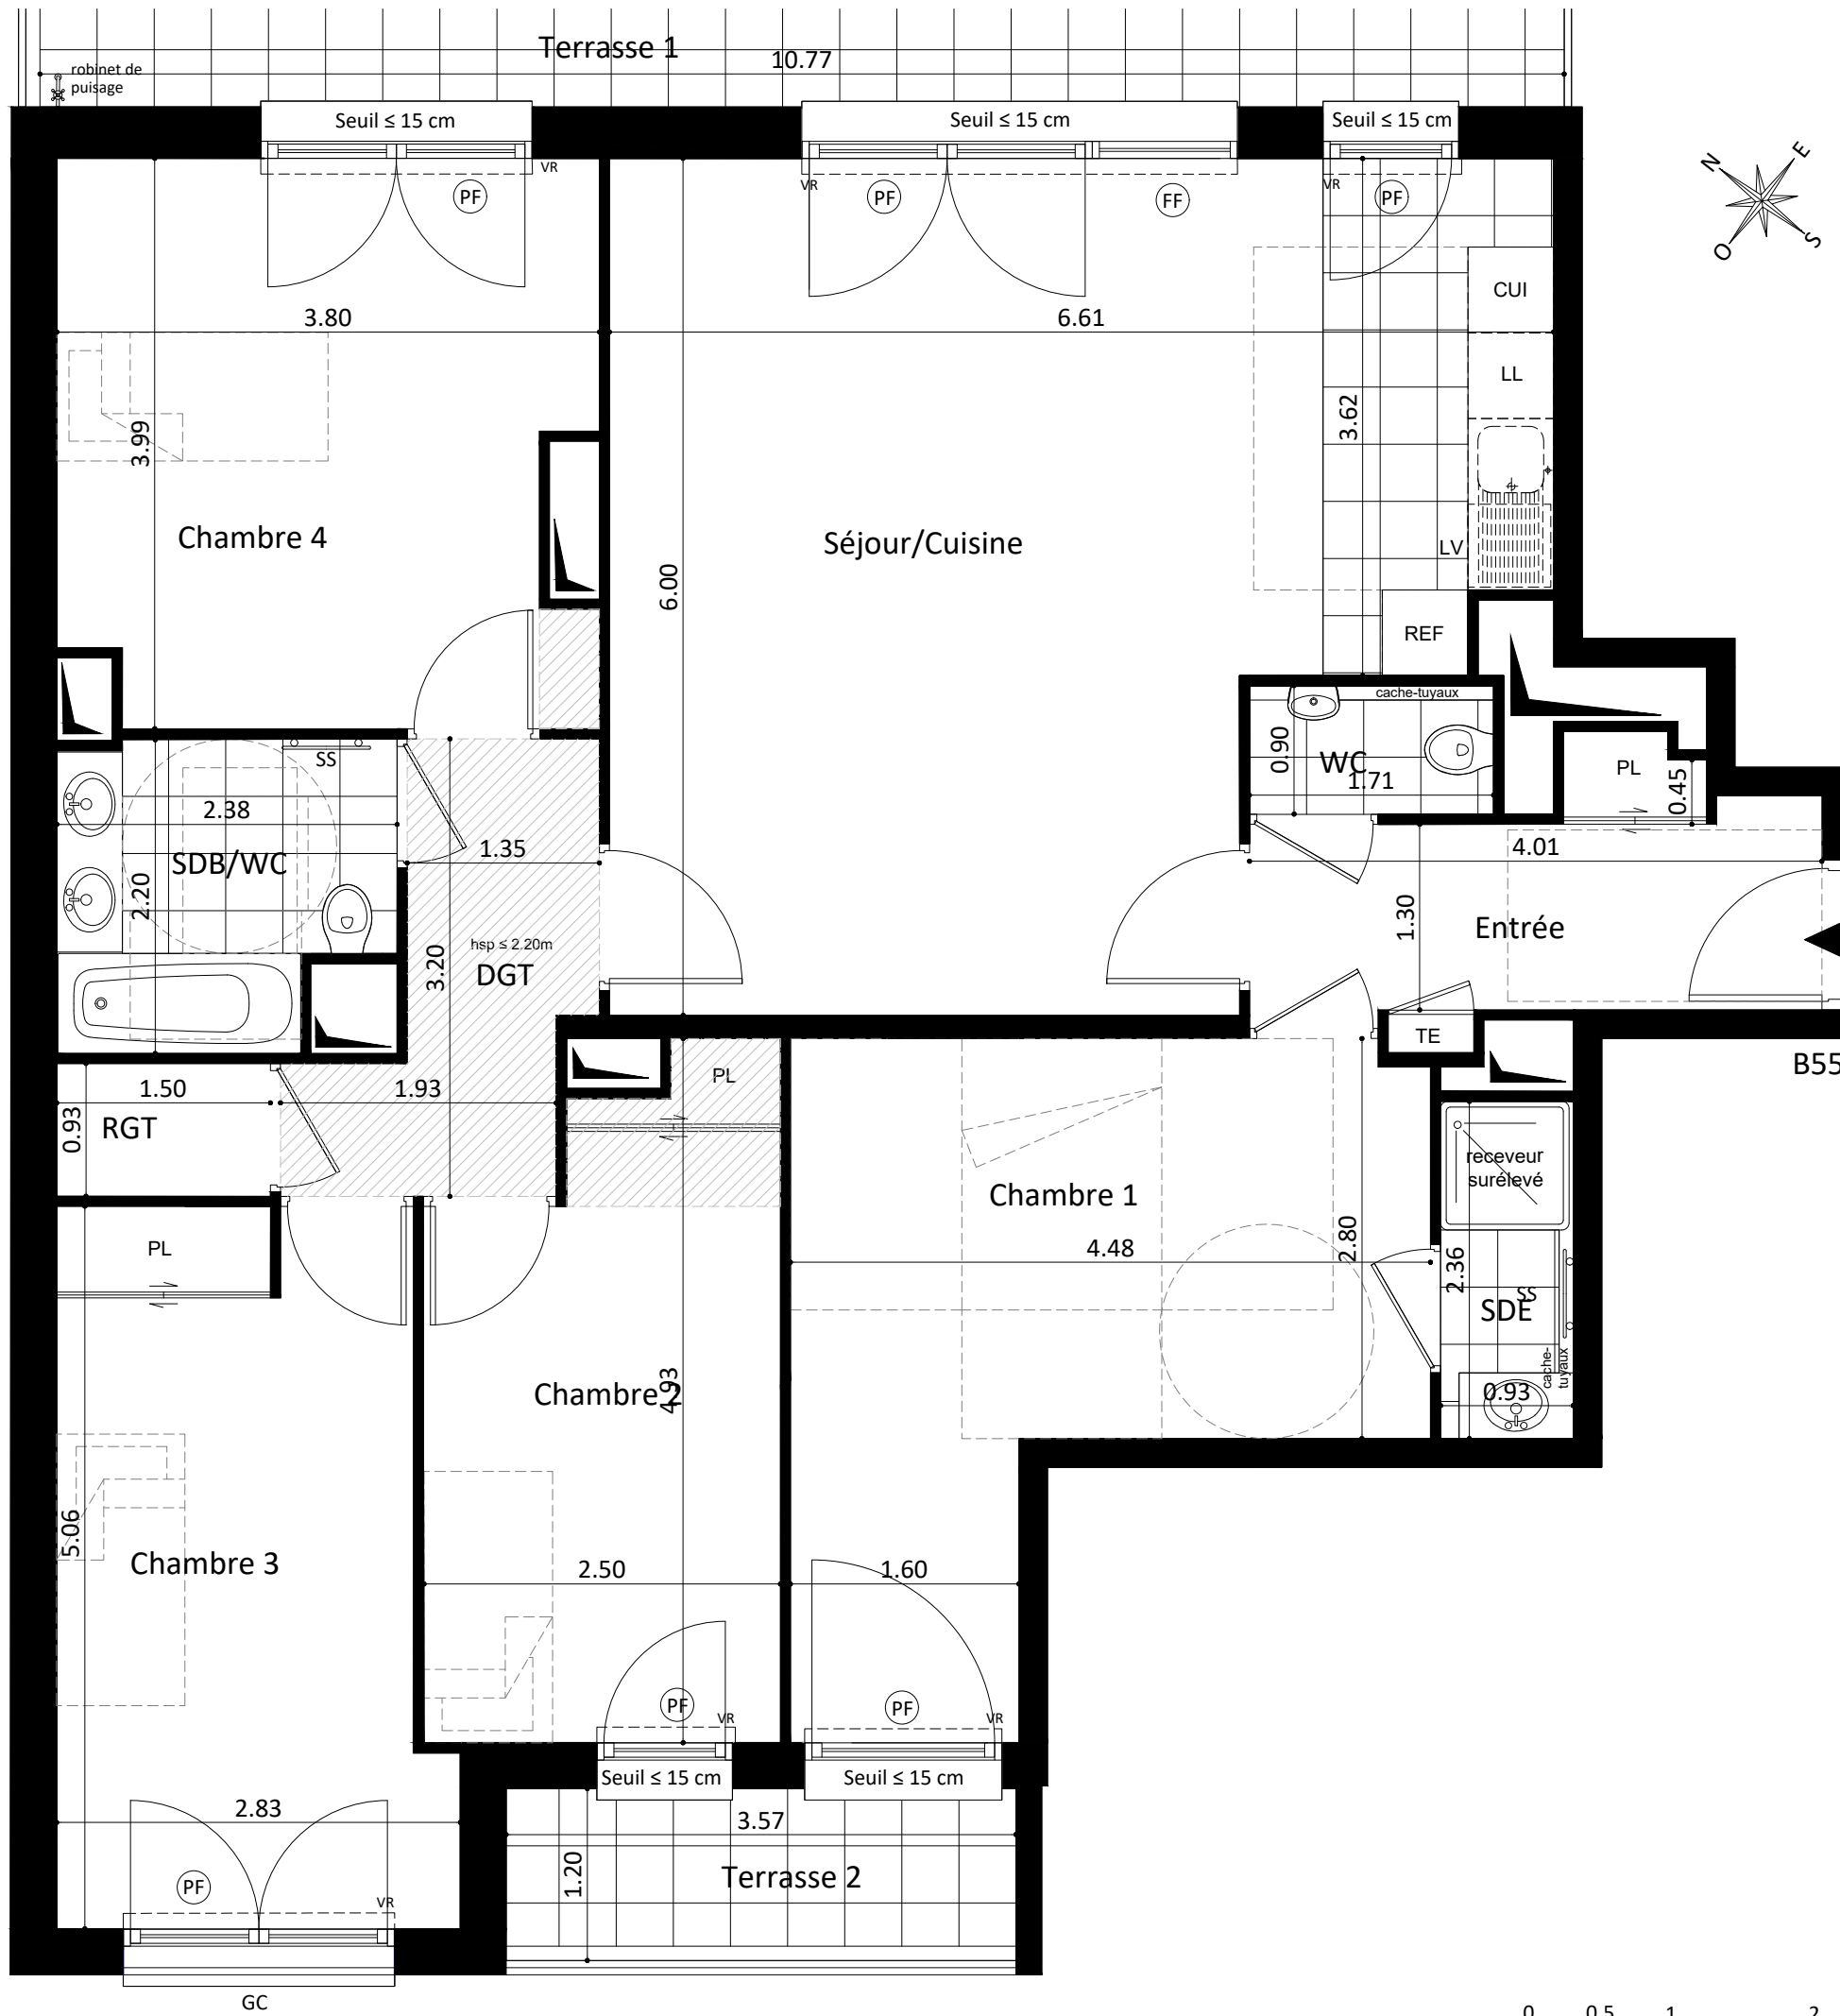 Terrasse 1
10.77
robinet de
puisage
Seuil ≤ 15 cm
Seuil ≤ 15 cm
Seuil ≤ 15 cm
VR
PF
VR
PF
FF
VR
PF
N
E
O
S
CUI
3.80
6.61
LL
3.62
3.99
Chambre 4
Séjour/Cuisine
LV
6.00
REF
cache-tuyaux
0.90
WC
1.71
PL
0.45
SS
2.38
SDB/WC
2.20
1.35
4.01
1.30
Entrée
hsp ≤ 2.20m
DGT
3.20
TE
B55
PL
1.50
1.93
0.93
RGT
receveur
surélevé
Chambre 1
2.80
4.48
2.36
SS
SDE
PL
cache-
tuyaux
0.93
Chambre 2
4.93
5.06
Chambre 3
2.50
1.60
PF
VR
PF
VR
Seuil ≤ 15 cm
Seuil ≤ 15 cm
2.83
3.57
1.20
Terrasse 2
PF
VR
GC
0
0.5
1
2